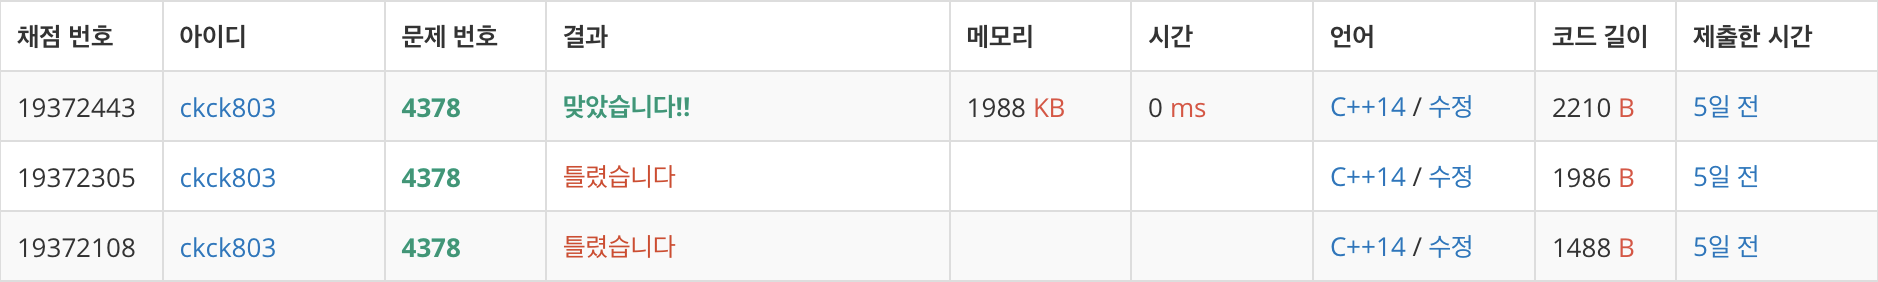 채점 번호 아이디 문제 번호 결과 메모리 시간 언어 코드 길이 제출한 시간
19372443 ckck803 4378 맞았습니다!! 1988 KB 0 ms C++14 / 수정 2210 B 5일 전
19372305 ckck803 4378 틀렸습니다 C++14 / 수정 1986 B 5일 전
19372108 ckck803 4378 틀렸습니다 C++14 / 수정 1488 B 5일 전